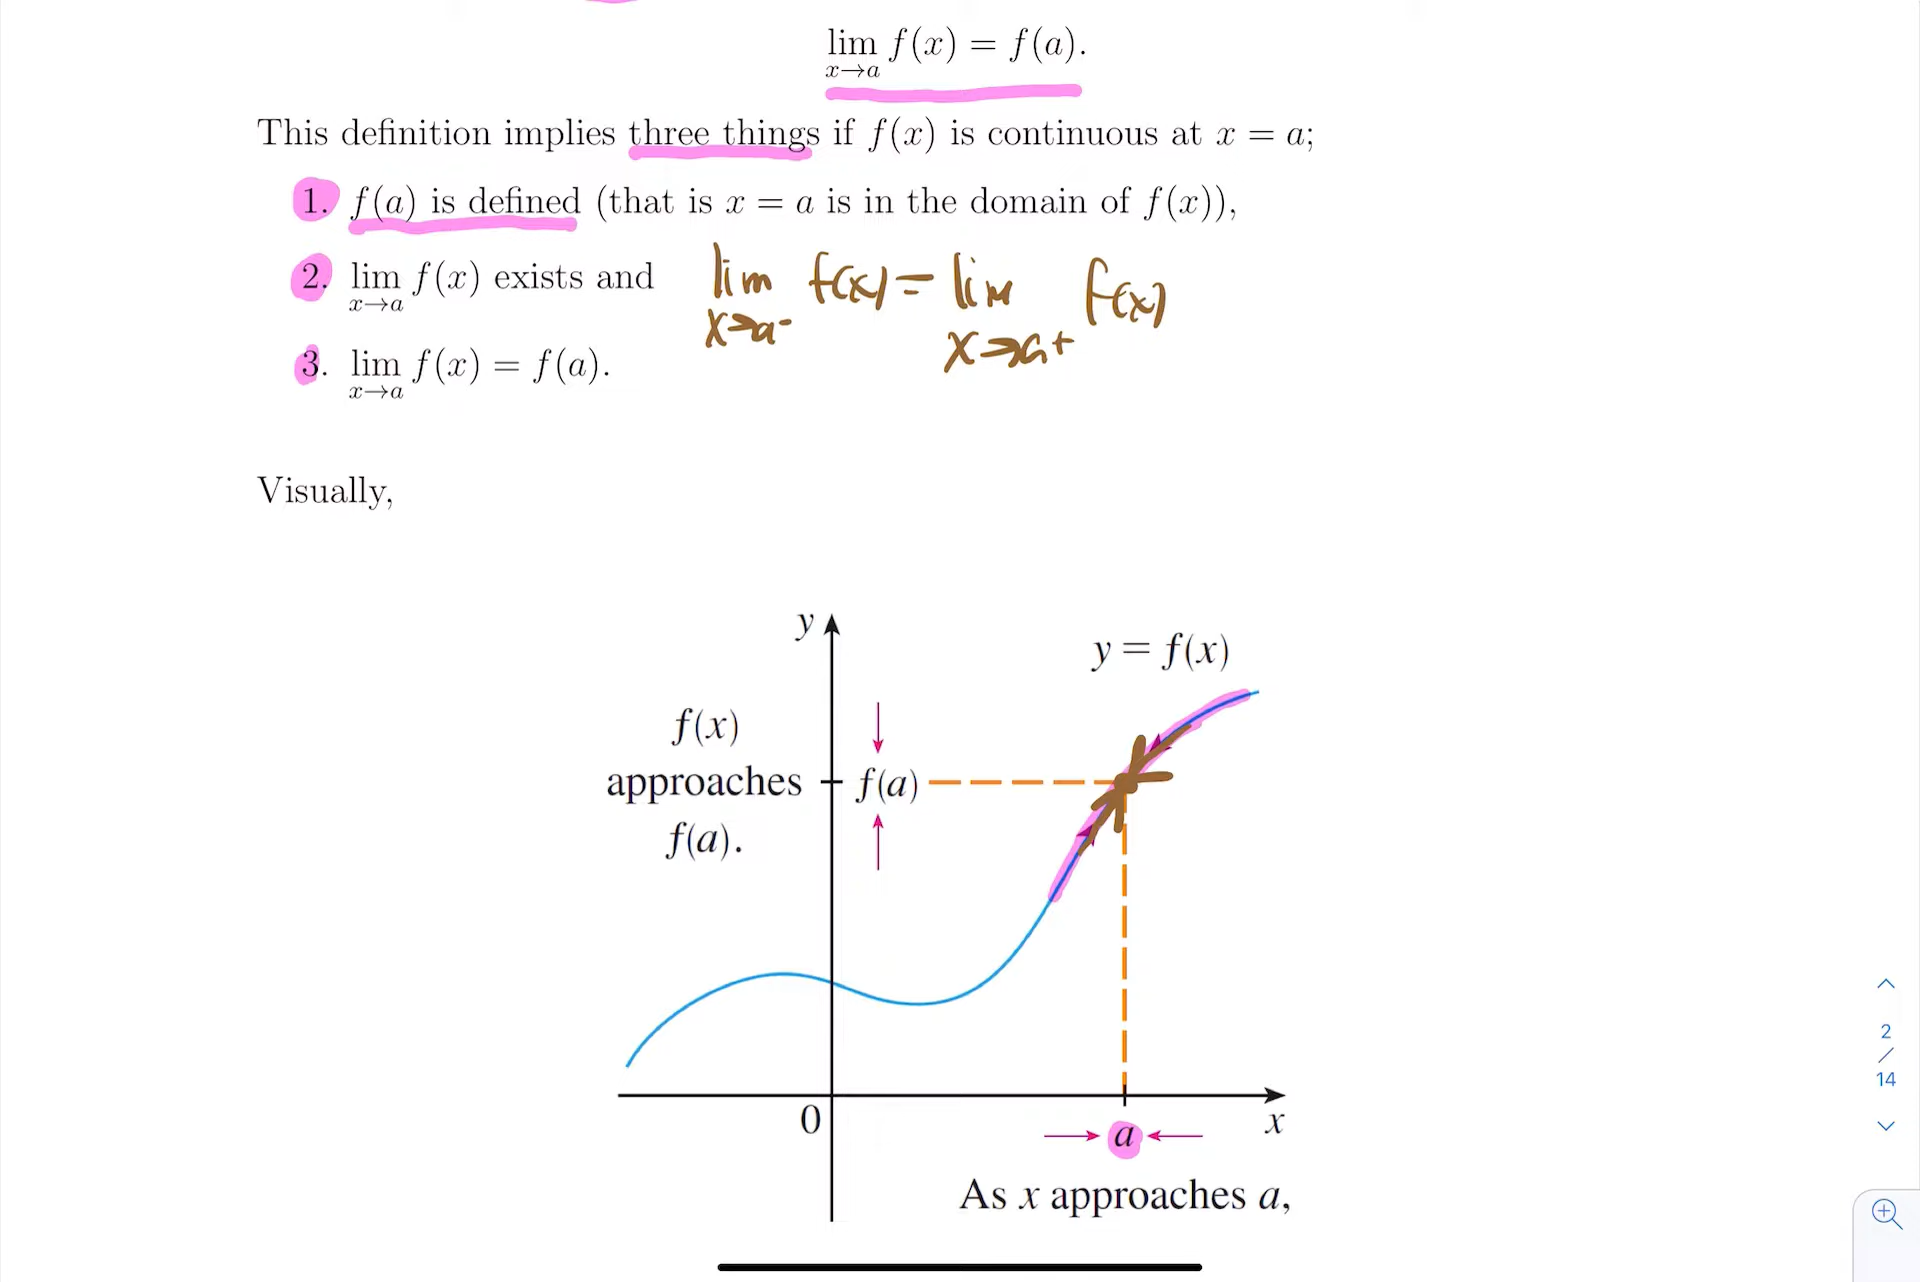 lim f(x) = f(a).
x→a
This definition implies three things if f(x) is continuous at x = a;
1. f(a) is defined (that is x = a is in the domain of f(x)),
2. lim f(x) exists and lim f(x) = lim f(x)
x→a x→a- x→a+
3. lim f(x) = f(a).
x→a
Visually,
y
y = f(x)
f(x)
approaches f(a)
f(a).
0
x
a
As x approaches a,
2
/
14